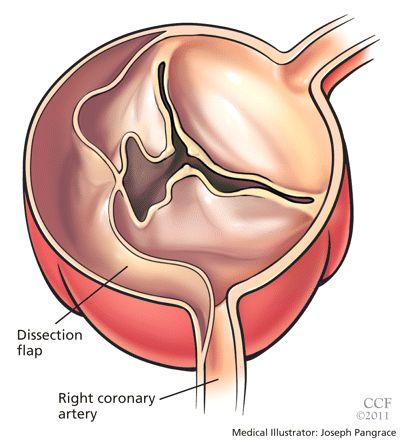 Dissection
flap
Right coronary
artery
CCF
©2011
Medical Illustrator: Joseph Pangrace